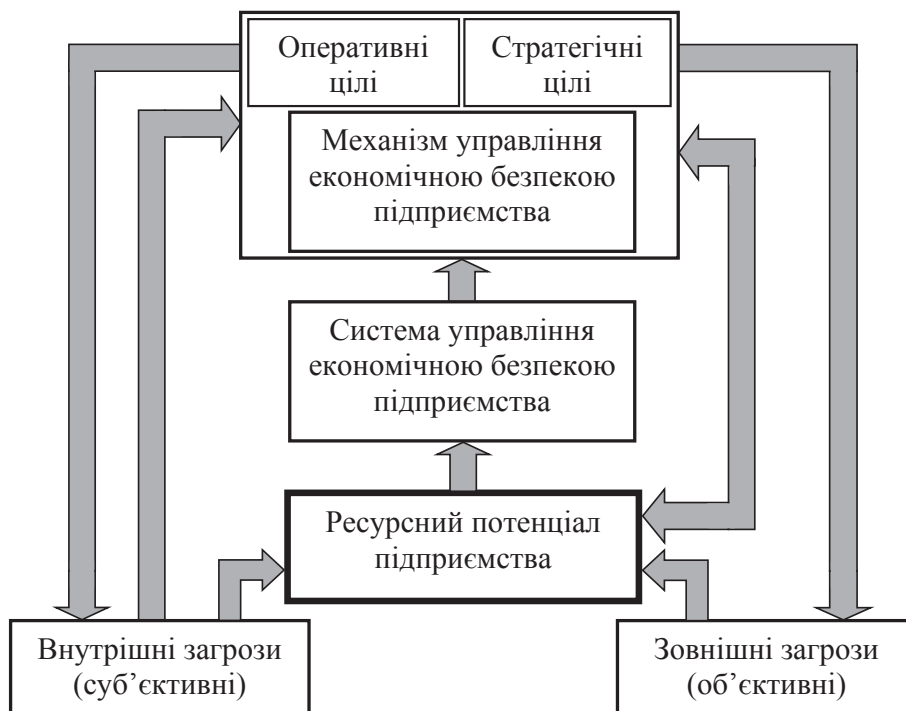 Оперативні
цілі
Стратегічні
цілі
Механізм управління
економічною безпекою
підприємства
Система управління
економічною безпекою
підприємства
Ресурсний потенціал
підприємства
Внутрішні загрози
(суб’єктивні)
Зовнішні загрози
(об’єктивні)